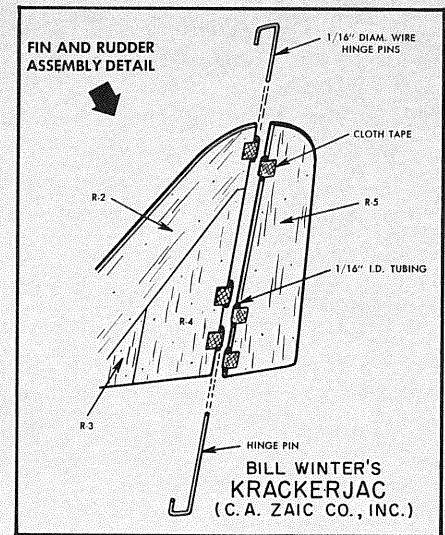 FIN AND RUDDER
ASSEMBLY DETAIL
1/16" DIAM. WIRE
HINGE PINS
CLOTH TAPE
R-2
R-5
1/16" I.D. TUBING
R-4
R-3
HINGE PIN
BILL WINTER'S
KRACKERJAC
(C. A. ZAIC CO., INC.)